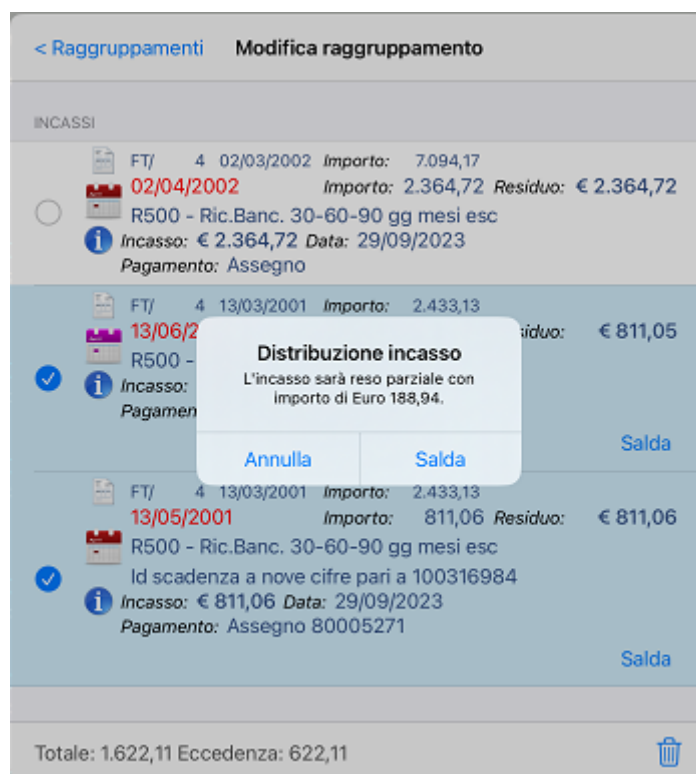 < Raggruppamenti Modifica raggruppamento
INCASSI
FT/ 4 02/03/2002 Importo: 7.094,17
02/04/2002 Importo: 2.364,72 Residuo: € 2.364,72
R500 - Ric.Banc. 30-60-90 gg mesi esc
Incasso: € 2.364,72 Data: 29/09/2023
Pagamento: Assegno
FT/ 4 13/03/2001 Importo: 2.433,13
13/06/2 siduo: € 811,05
R500 -
Incasso:
Pagamen
Salda
Distribuzione incasso
L'incasso sarà reso parziale con
importo di Euro 188,94.
Annulla Salda
FT/ 4 13/03/2001 Importo: 2.433,13
13/05/2001 Importo: 811,06 Residuo: € 811,06
R500 - Ric.Banc. 30-60-90 gg mesi esc
Id scadenza a nove cifre pari a 100316984
Incasso: € 811,06 Data: 29/09/2023
Pagamento: Assegno 80005271
Salda
Totale: 1.622,11 Eccedenza: 622,11